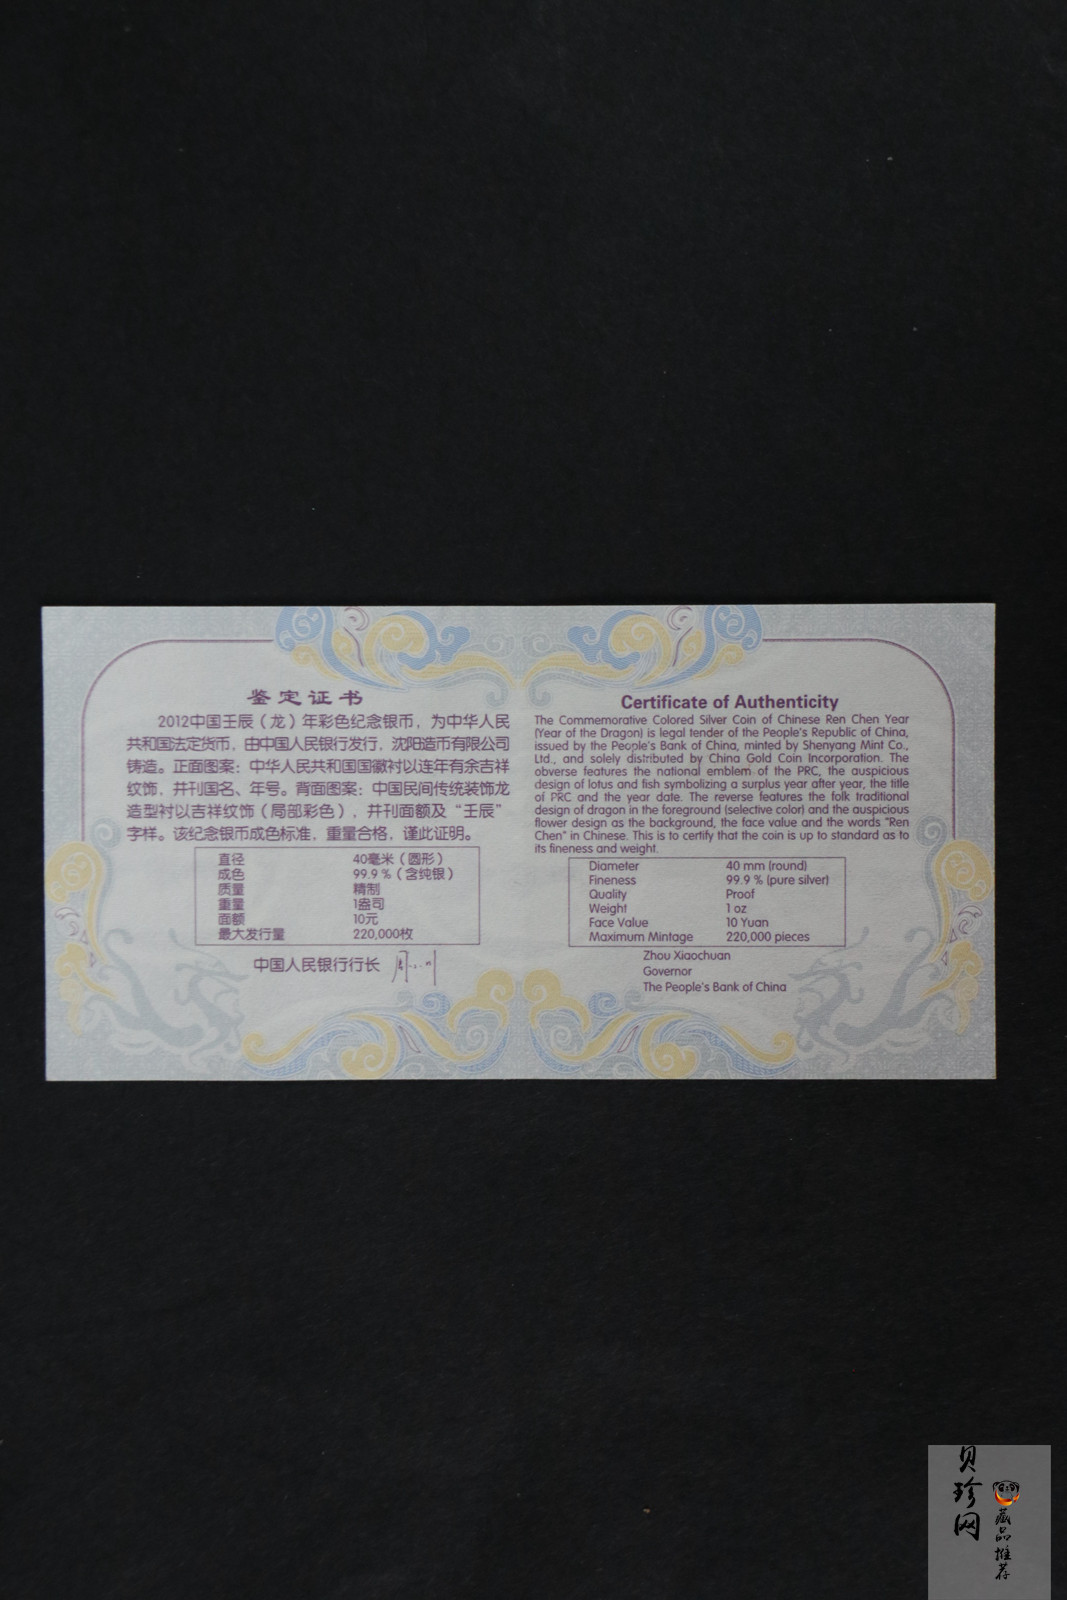 鉴定证书
2012中国壬辰（龙）年彩色纪念银币，为中华人民
共和国法定货币，由中国人民银行发行，沈阳造币有限公司
铸造。正面图案：中华人民共和国国徽衬以连年有余吉祥
纹饰，并刊国名、年号。背面图案：中国民间传统装饰龙
造型衬以吉祥纹饰（局部彩色），并刊面额及“壬辰”
字样。该纪念银币成色标准，重量合格，谨此证明。
直径 40毫米（圆形）
成色 99.9 %（含纯银）
质量 精制
重量 1盎司
面额 10元
最大发行量 220,000枚
中国人民银行行长
Certificate of Authenticity
The Commemorative Colored Silver Coin of Chinese Ren Chen Year
(Year of the Dragon) is legal tender of the People's Republic of China,
issued by the People's Bank of China, minted by Shenyang Mint Co.,
Ltd., and solely distributed by China Gold Coin Incorporation. The
obverse features the national emblem of the PRC, the auspicious
design of lotus and fish symbolizing a surplus year after year, the title
of PRC and the year date. The reverse features the folk traditional
design of dragon in the foreground (selective color) and the auspicious
flower design as the background, the face value and the words "Ren
Chen" in Chinese. This is to certify that the coin is up to standard as to
its fineness and weight.
Diameter 40 mm (round)
Fineness 99.9 % (pure silver)
Quality Proof
Weight 1 oz
Face Value 10 Yuan
Maximum Mintage 220,000 pieces
Zhou Xiaochuan
Governor
The People's Bank of China
贝珍网
藏品推荐